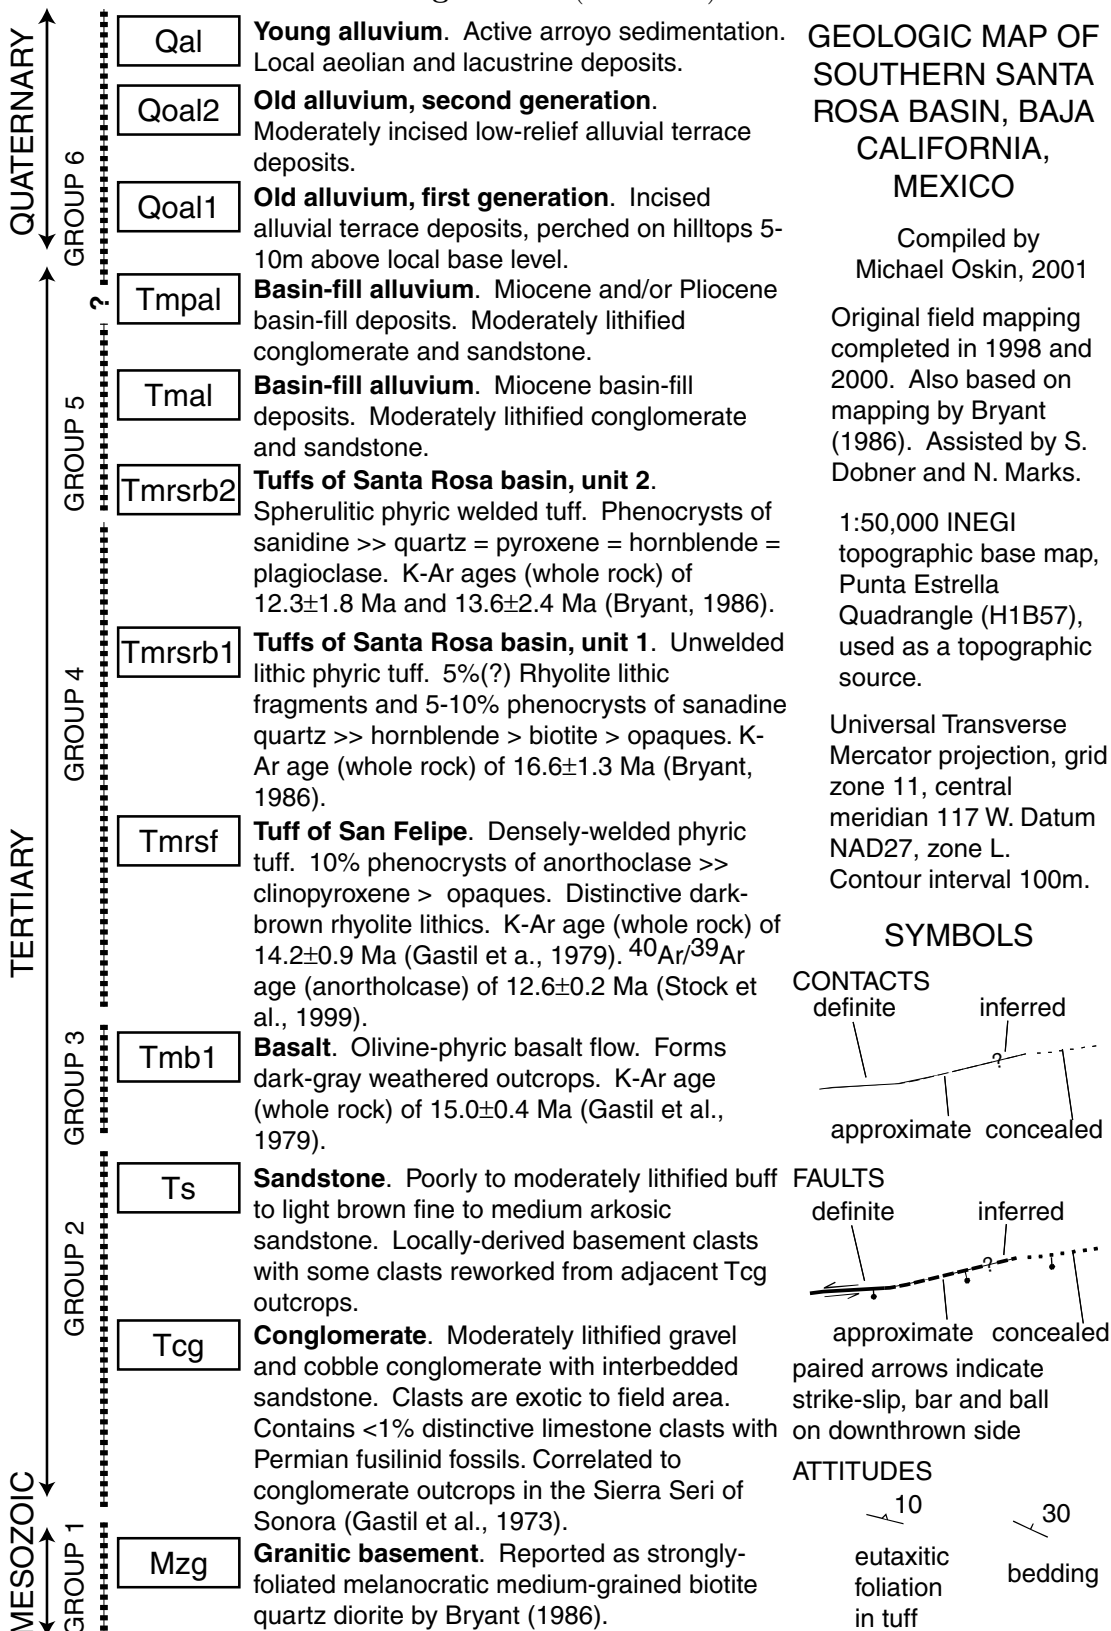 QUATERNARY
TERTIARY
MESOZOIC
GROUP 6
GROUP 5
GROUP 4
GROUP 3
GROUP 2
GROUP 1
?
Qal
Young alluvium. Active arroyo sedimentation.
Local aeolian and lacustrine deposits.
Qoal2
Old alluvium, second generation.
Moderately incised low-relief alluvial terrace
deposits.
Qoal1
Old alluvium, first generation. Incised
alluvial terrace deposits, perched on hilltops 5-
10m above local base level.
Tmpal
Basin-fill alluvium. Miocene and/or Pliocene
basin-fill deposits. Moderately lithified
conglomerate and sandstone.
Tmal
Basin-fill alluvium. Miocene basin-fill
deposits. Moderately lithified conglomerate
and sandstone.
Tmrsrb2
Tuffs of Santa Rosa basin, unit 2.
Spherulitic phyric welded tuff. Phenocrysts of
sanidine >> quartz = pyroxene = hornblende =
plagioclase. K-Ar ages (whole rock) of
12.3±1.8 Ma and 13.6±2.4 Ma (Bryant, 1986).
Tmrsrb1
Tuffs of Santa Rosa basin, unit 1. Unwelded
lithic phyric tuff. 5%(?) Rhyolite lithic
fragments and 5-10% phenocrysts of sanadine
quartz >> hornblende > biotite > opaques. K-
Ar age (whole rock) of 16.6±1.3 Ma (Bryant,
1986).
Tmrsf
Tuff of San Felipe. Densely-welded phyric
tuff. 10% phenocrysts of anorthoclase >>
clinopyroxene > opaques. Distinctive dark-
brown rhyolite lithics. K-Ar age (whole rock) of
14.2±0.9 Ma (Gastil et a., 1979). 40Ar/39Ar
age (anortholcase) of 12.6±0.2 Ma (Stock et
al., 1999).
Tmb1
Basalt. Olivine-phyric basalt flow. Forms
dark-gray weathered outcrops. K-Ar age
(whole rock) of 15.0±0.4 Ma (Gastil et al.,
1979).
Ts
Sandstone. Poorly to moderately lithified buff
to light brown fine to medium arkosic
sandstone. Locally-derived basement clasts
with some clasts reworked from adjacent Tcg
outcrops.
Tcg
Conglomerate. Moderately lithified gravel
and cobble conglomerate with interbedded
sandstone. Clasts are exotic to field area.
Contains <1% distinctive limestone clasts with
Permian fusilinid fossils. Correlated to
conglomerate outcrops in the Sierra Seri of
Sonora (Gastil et al., 1973).
Mzg
Granitic basement. Reported as strongly-
foliated melanocratic medium-grained biotite
quartz diorite by Bryant (1986).
GEOLOGIC MAP OF
SOUTHERN SANTA
ROSA BASIN, BAJA
CALIFORNIA,
MEXICO
Compiled by
Michael Oskin, 2001
Original field mapping
completed in 1998 and
2000. Also based on
mapping by Bryant
(1986). Assisted by S.
Dobner and N. Marks.
1:50,000 INEGI
topographic base map,
Punta Estrella
Quadrangle (H1B57),
used as a topographic
source.
Universal Transverse
Mercator projection, grid
zone 11, central
meridian 117 W. Datum
NAD27, zone L.
Contour interval 100m.
SYMBOLS
CONTACTS
definite inferred
?
approximate concealed
FAULTS
definite inferred
?
approximate concealed
paired arrows indicate
strike-slip, bar and ball
on downthrown side
ATTITUDES
10 30
eutaxitic
foliation
in tuff
bedding